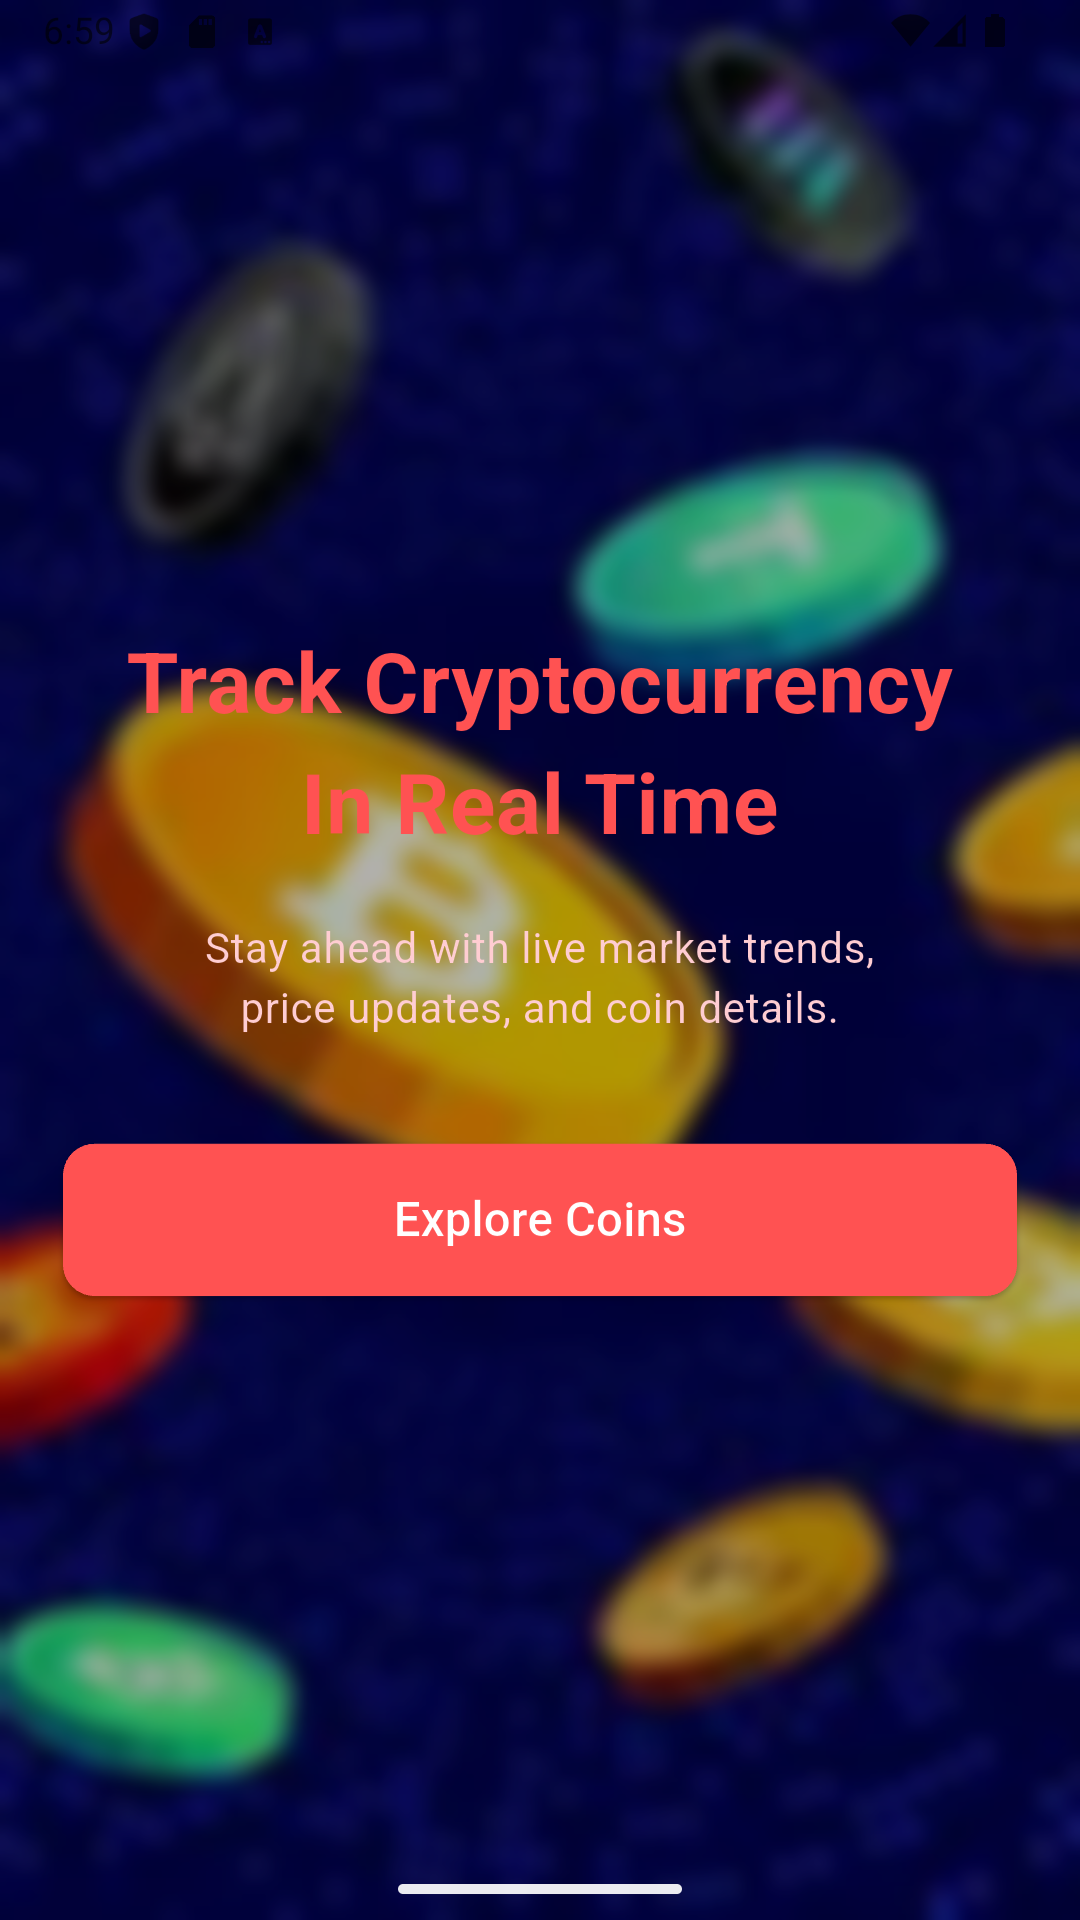 6:59
Track Cryptocurrency
In Real Time
Stay ahead with live market trends,
price updates, and coin details.
Explore Coins